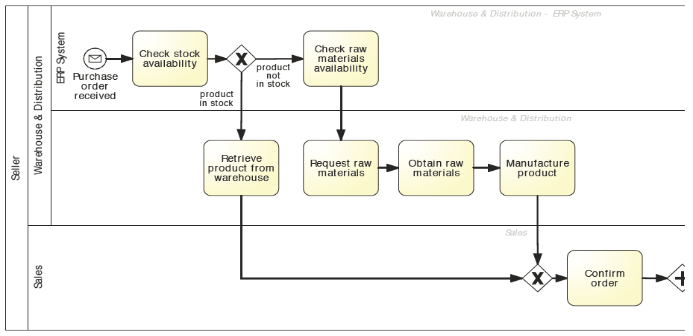 Warehouse & Distribution - ERP System
Seller
Warehouse & Distribution
ERP System
Purchase
order
received
Check stock
availability
X
product
not
in stock
product
in stock
Check raw
materials
availability
Warehouse & Distribution
Retrieve
product from
warehouse
Request raw
materials
Obtain raw
materials
Manufacture
product
Sales
Sales
X
Confirm
order